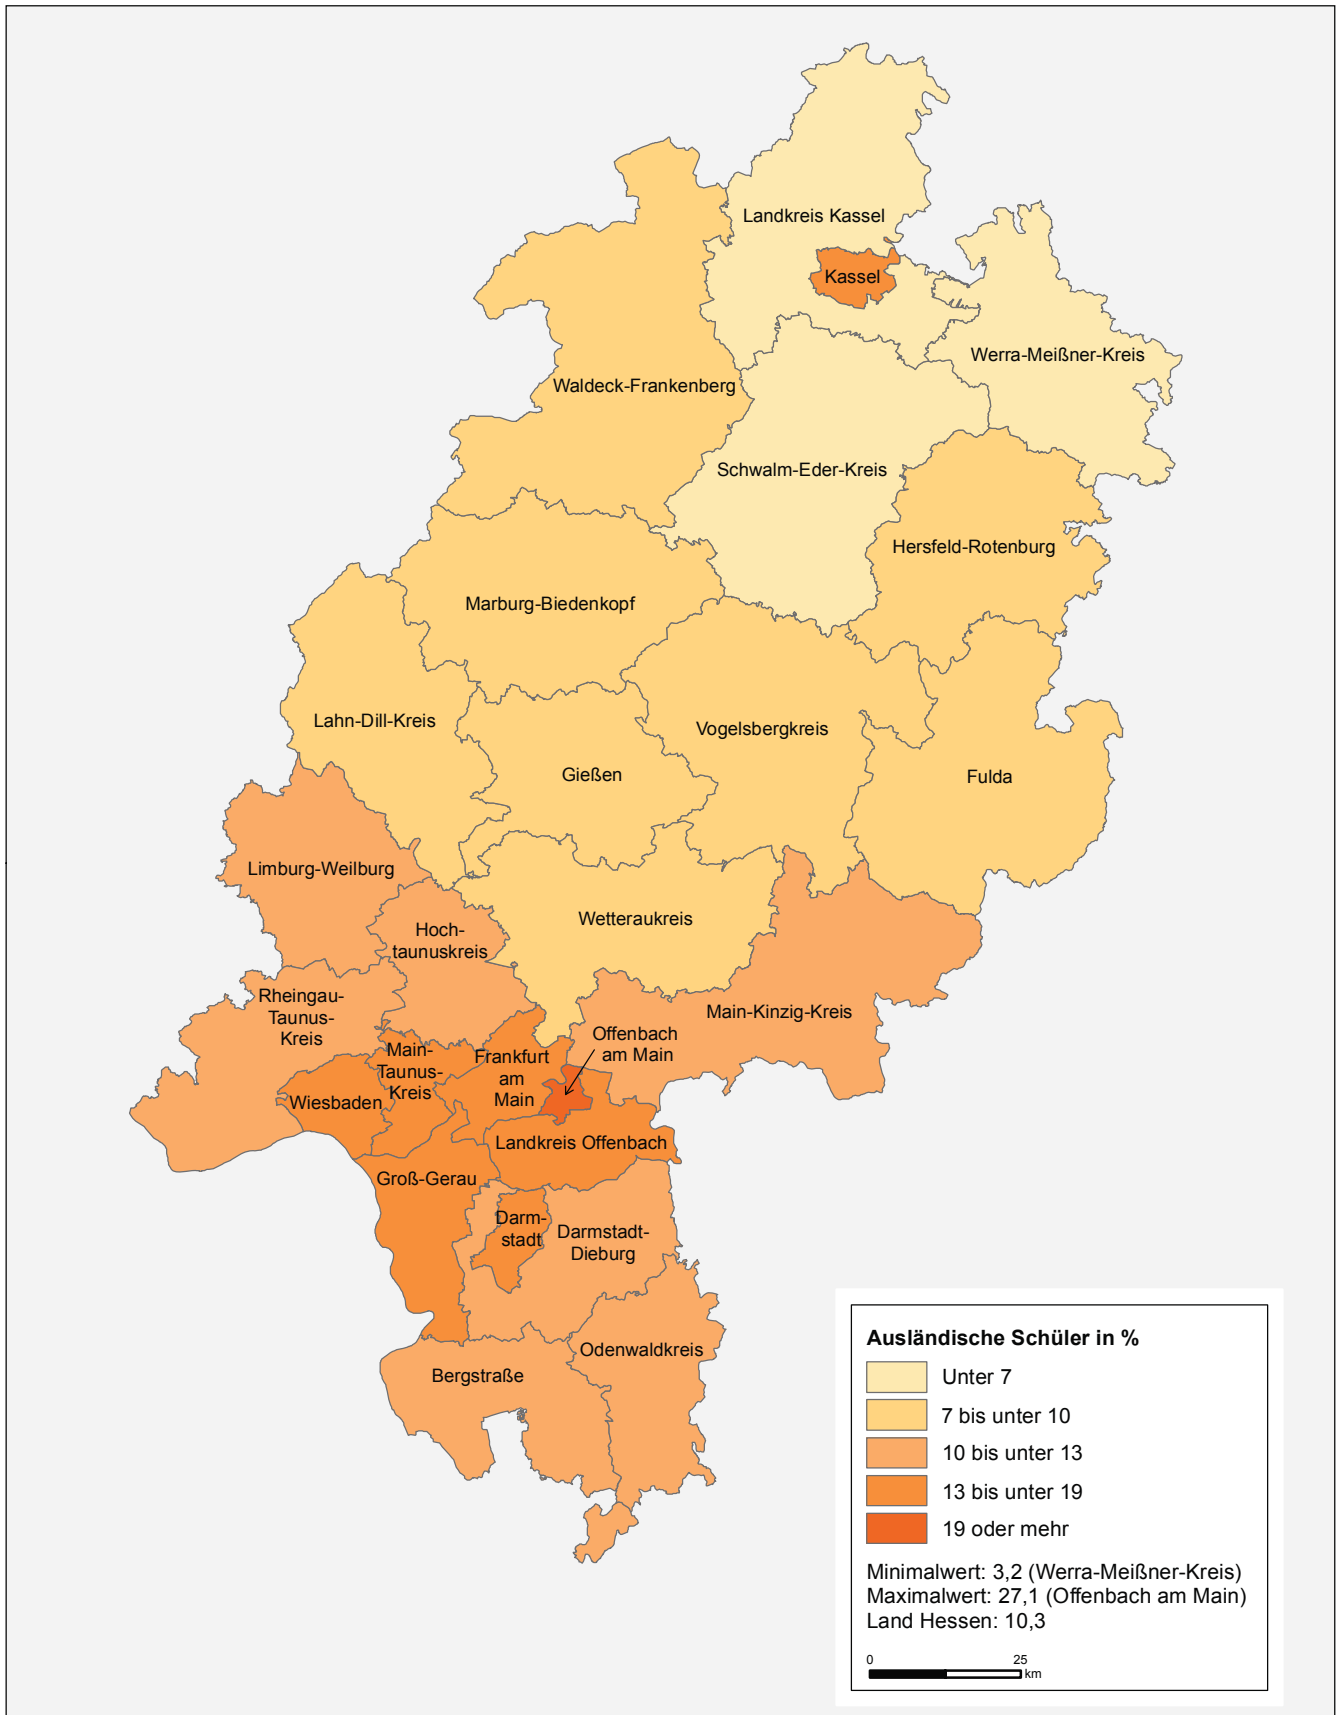 Landkreis Kassel
Kassel
Werra-Meißner-Kreis
Waldeck-Frankenberg
Schwalm-Eder-Kreis
Hersfeld-Rotenburg
Marburg-Biedenkopf
Lahn-Dill-Kreis
Vogelsbergkreis
Gießen
Fulda
Limburg-Weilburg
Wetteraukreis
Hoch-
taunuskreis
Rheingau-
Taunus-
Kreis
Main-Kinzig-Kreis
Offenbach
am Main
Main-
Taunus-
Kreis
Frankfurt
am
Main
Wiesbaden
Landkreis Offenbach
Groß-Gerau
Darm-
stadt
Darmstadt-
Dieburg
Odenwaldkreis
Bergstraße
Ausländische Schüler in %
Unter 7
7 bis unter 10
10 bis unter 13
13 bis unter 19
19 oder mehr
Minimalwert: 3,2 (Werra-Meißner-Kreis)
Maximalwert: 27,1 (Offenbach am Main)
Land Hessen: 10,3
0 25
km